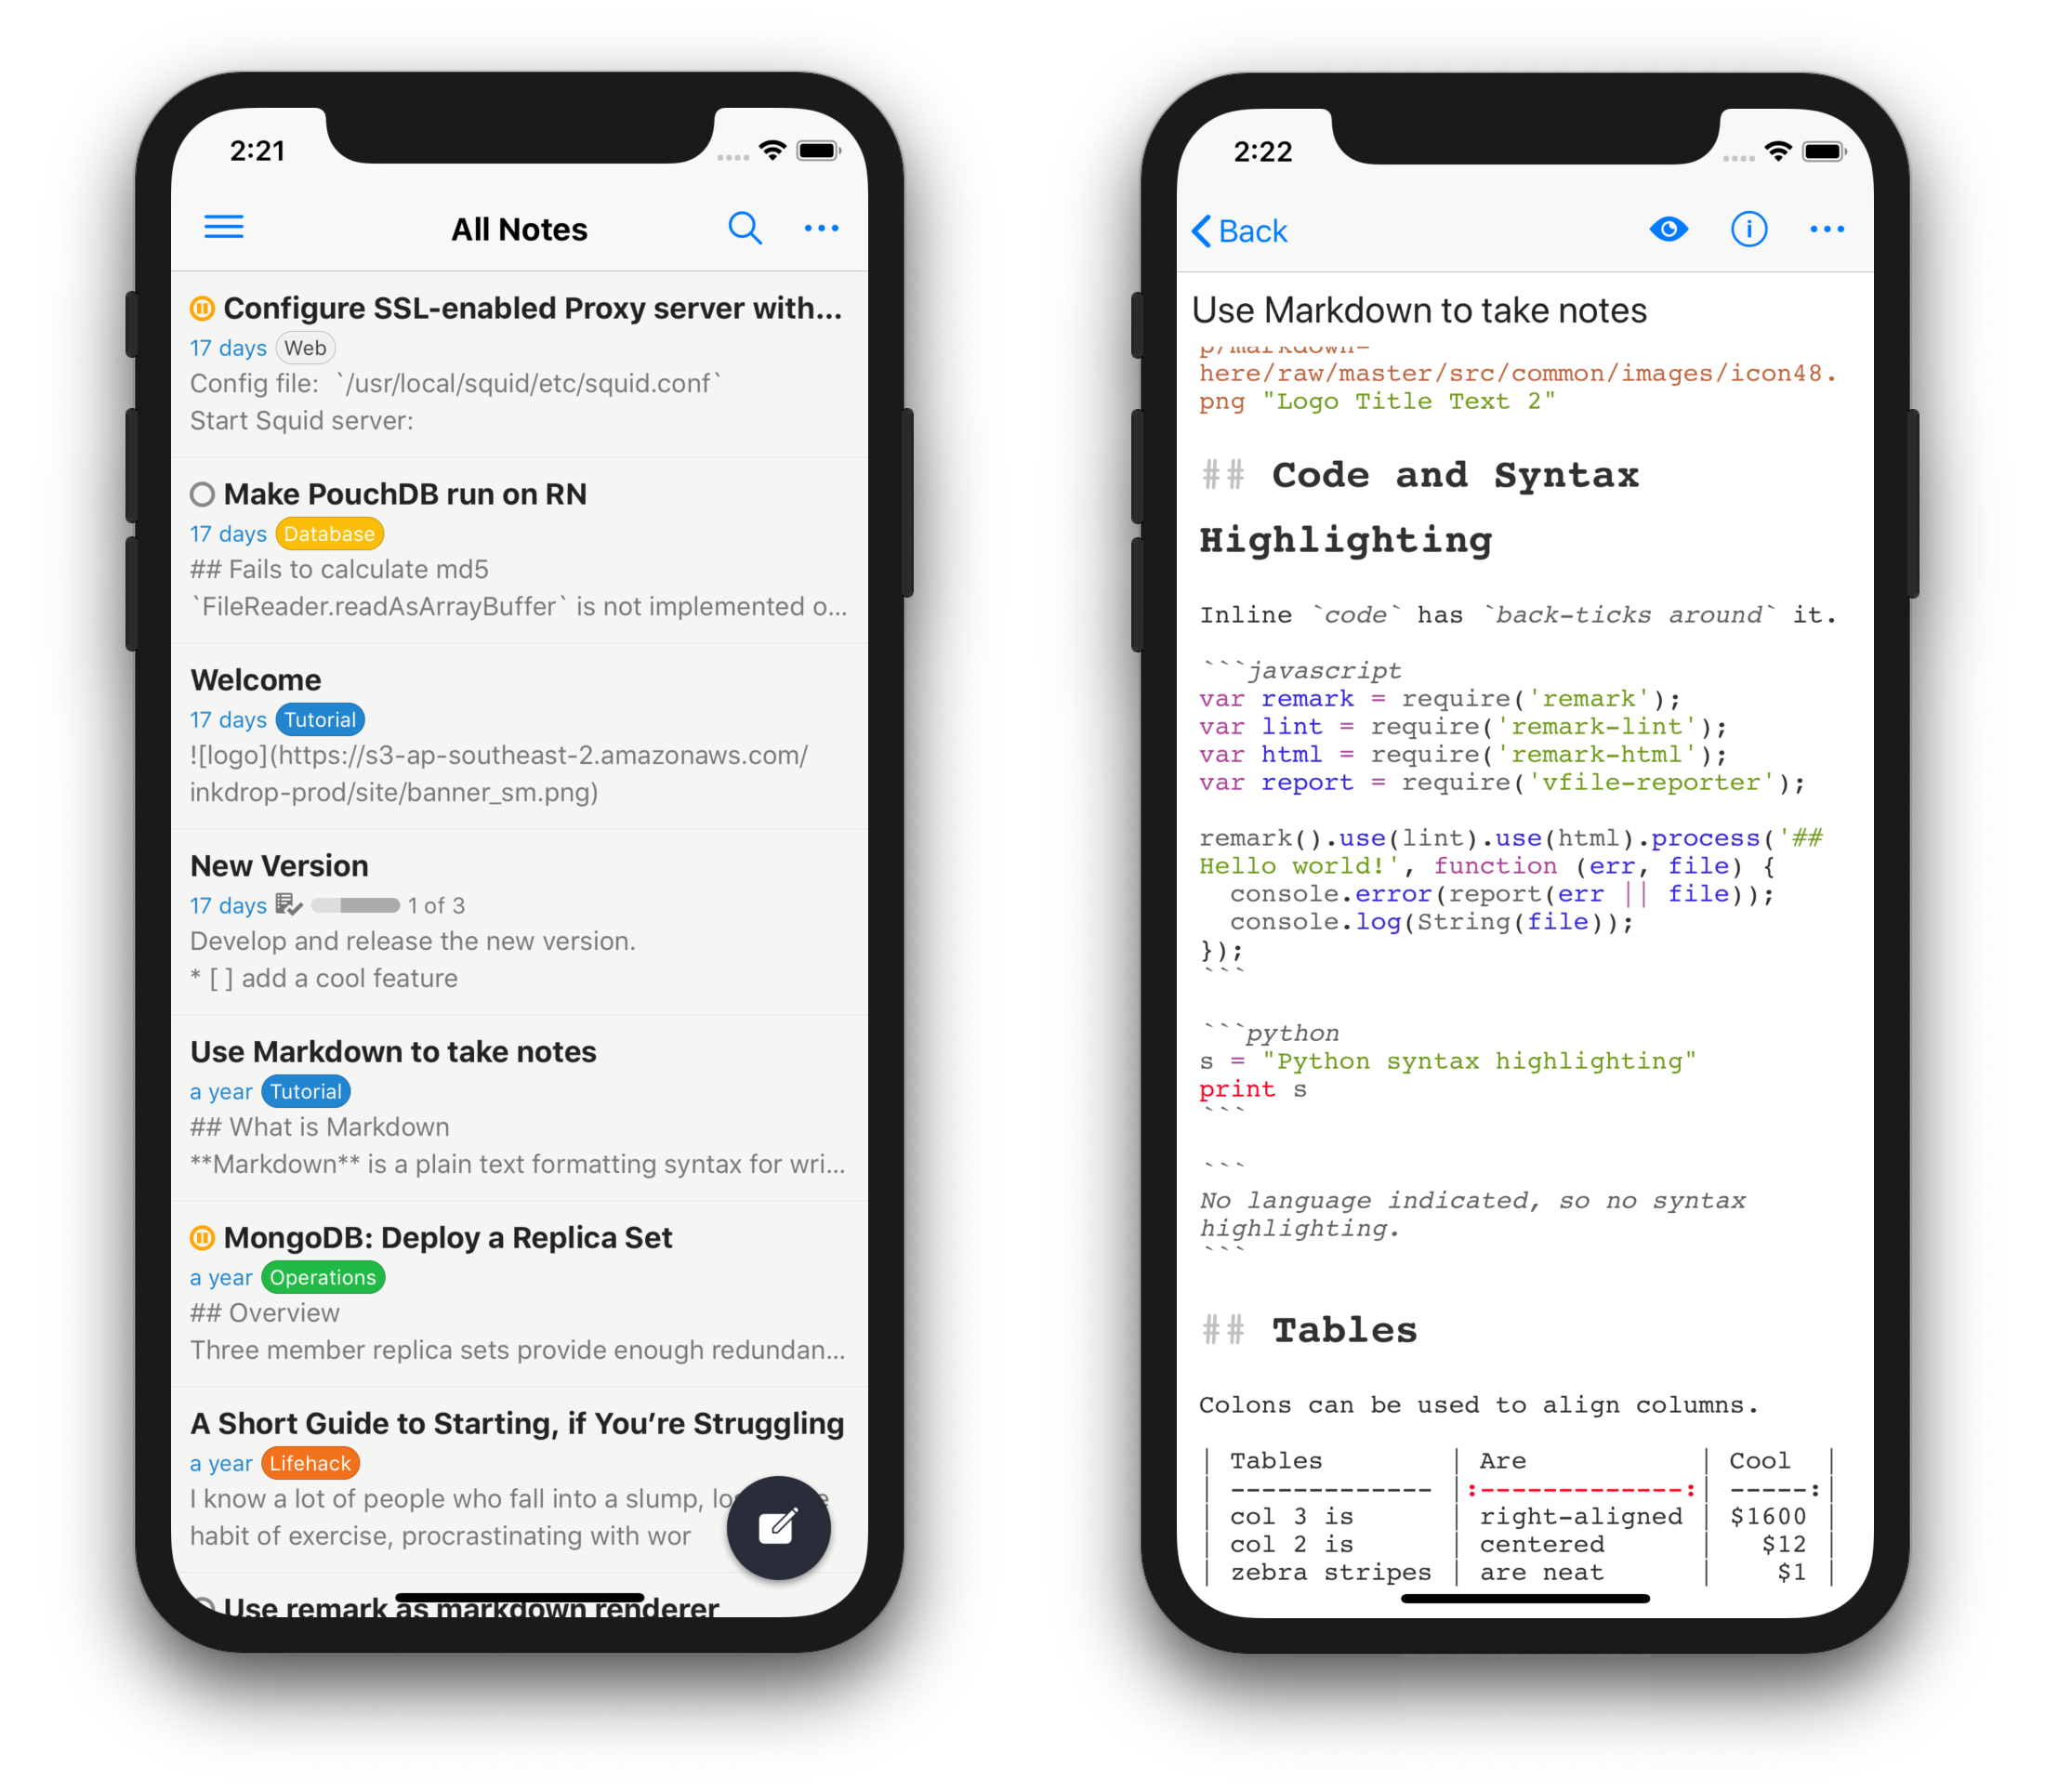 2:21
All Notes
Configure SSL-enabled Proxy server with...
17 days Web
Config file: `/usr/local/squid/etc/squid.conf`
Start Squid server:
Make PouchDB run on RN
17 days Database
## Fails to calculate md5
`FileReader.readAsArrayBuffer` is not implemented o...
Welcome
17 days Tutorial
![logo](https://s3-ap-southeast-2.amazonaws.com/
inkdrop-prod/site/banner_sm.png)
New Version
17 days 1 of 3
Develop and release the new version.
* [ ] add a cool feature
Use Markdown to take notes
a year Tutorial
## What is Markdown
**Markdown** is a plain text formatting syntax for wri...
MongoDB: Deploy a Replica Set
a year Operations
## Overview
Three member replica sets provide enough redundan...
A Short Guide to Starting, if You’re Struggling
a year Lifehack
I know a lot of people who fall into a slump,
habit of exercise, procrastinating with wor
Use remark as markdown renderer
2:22
Back
Use Markdown to take notes
p/markdown-
here/raw/master/src/common/images/icon48.
png "Logo Title Text 2"
## Code and Syntax
Highlighting
Inline `code` has `back-ticks around` it.
```javascript
var remark = require('remark');
var lint = require('remark-lint');
var html = require('remark-html');
var report = require('vfile-reporter');
remark().use(lint).use(html).process('##
Hello world!', function (err, file) {
  console.error(report(err || file));
  console.log(String(file));
});
```
```python
s = "Python syntax highlighting"
print s
```
```
No language indicated, so no syntax
highlighting.
```
## Tables
Colons can be used to align columns.
| Tables        | Are           | Cool  |
| ------------- |:-------------:| -----:|
| col 3 is      | right-aligned | $1600 |
| col 2 is      | centered      |   $12 |
| zebra stripes | are neat      |    $1 |